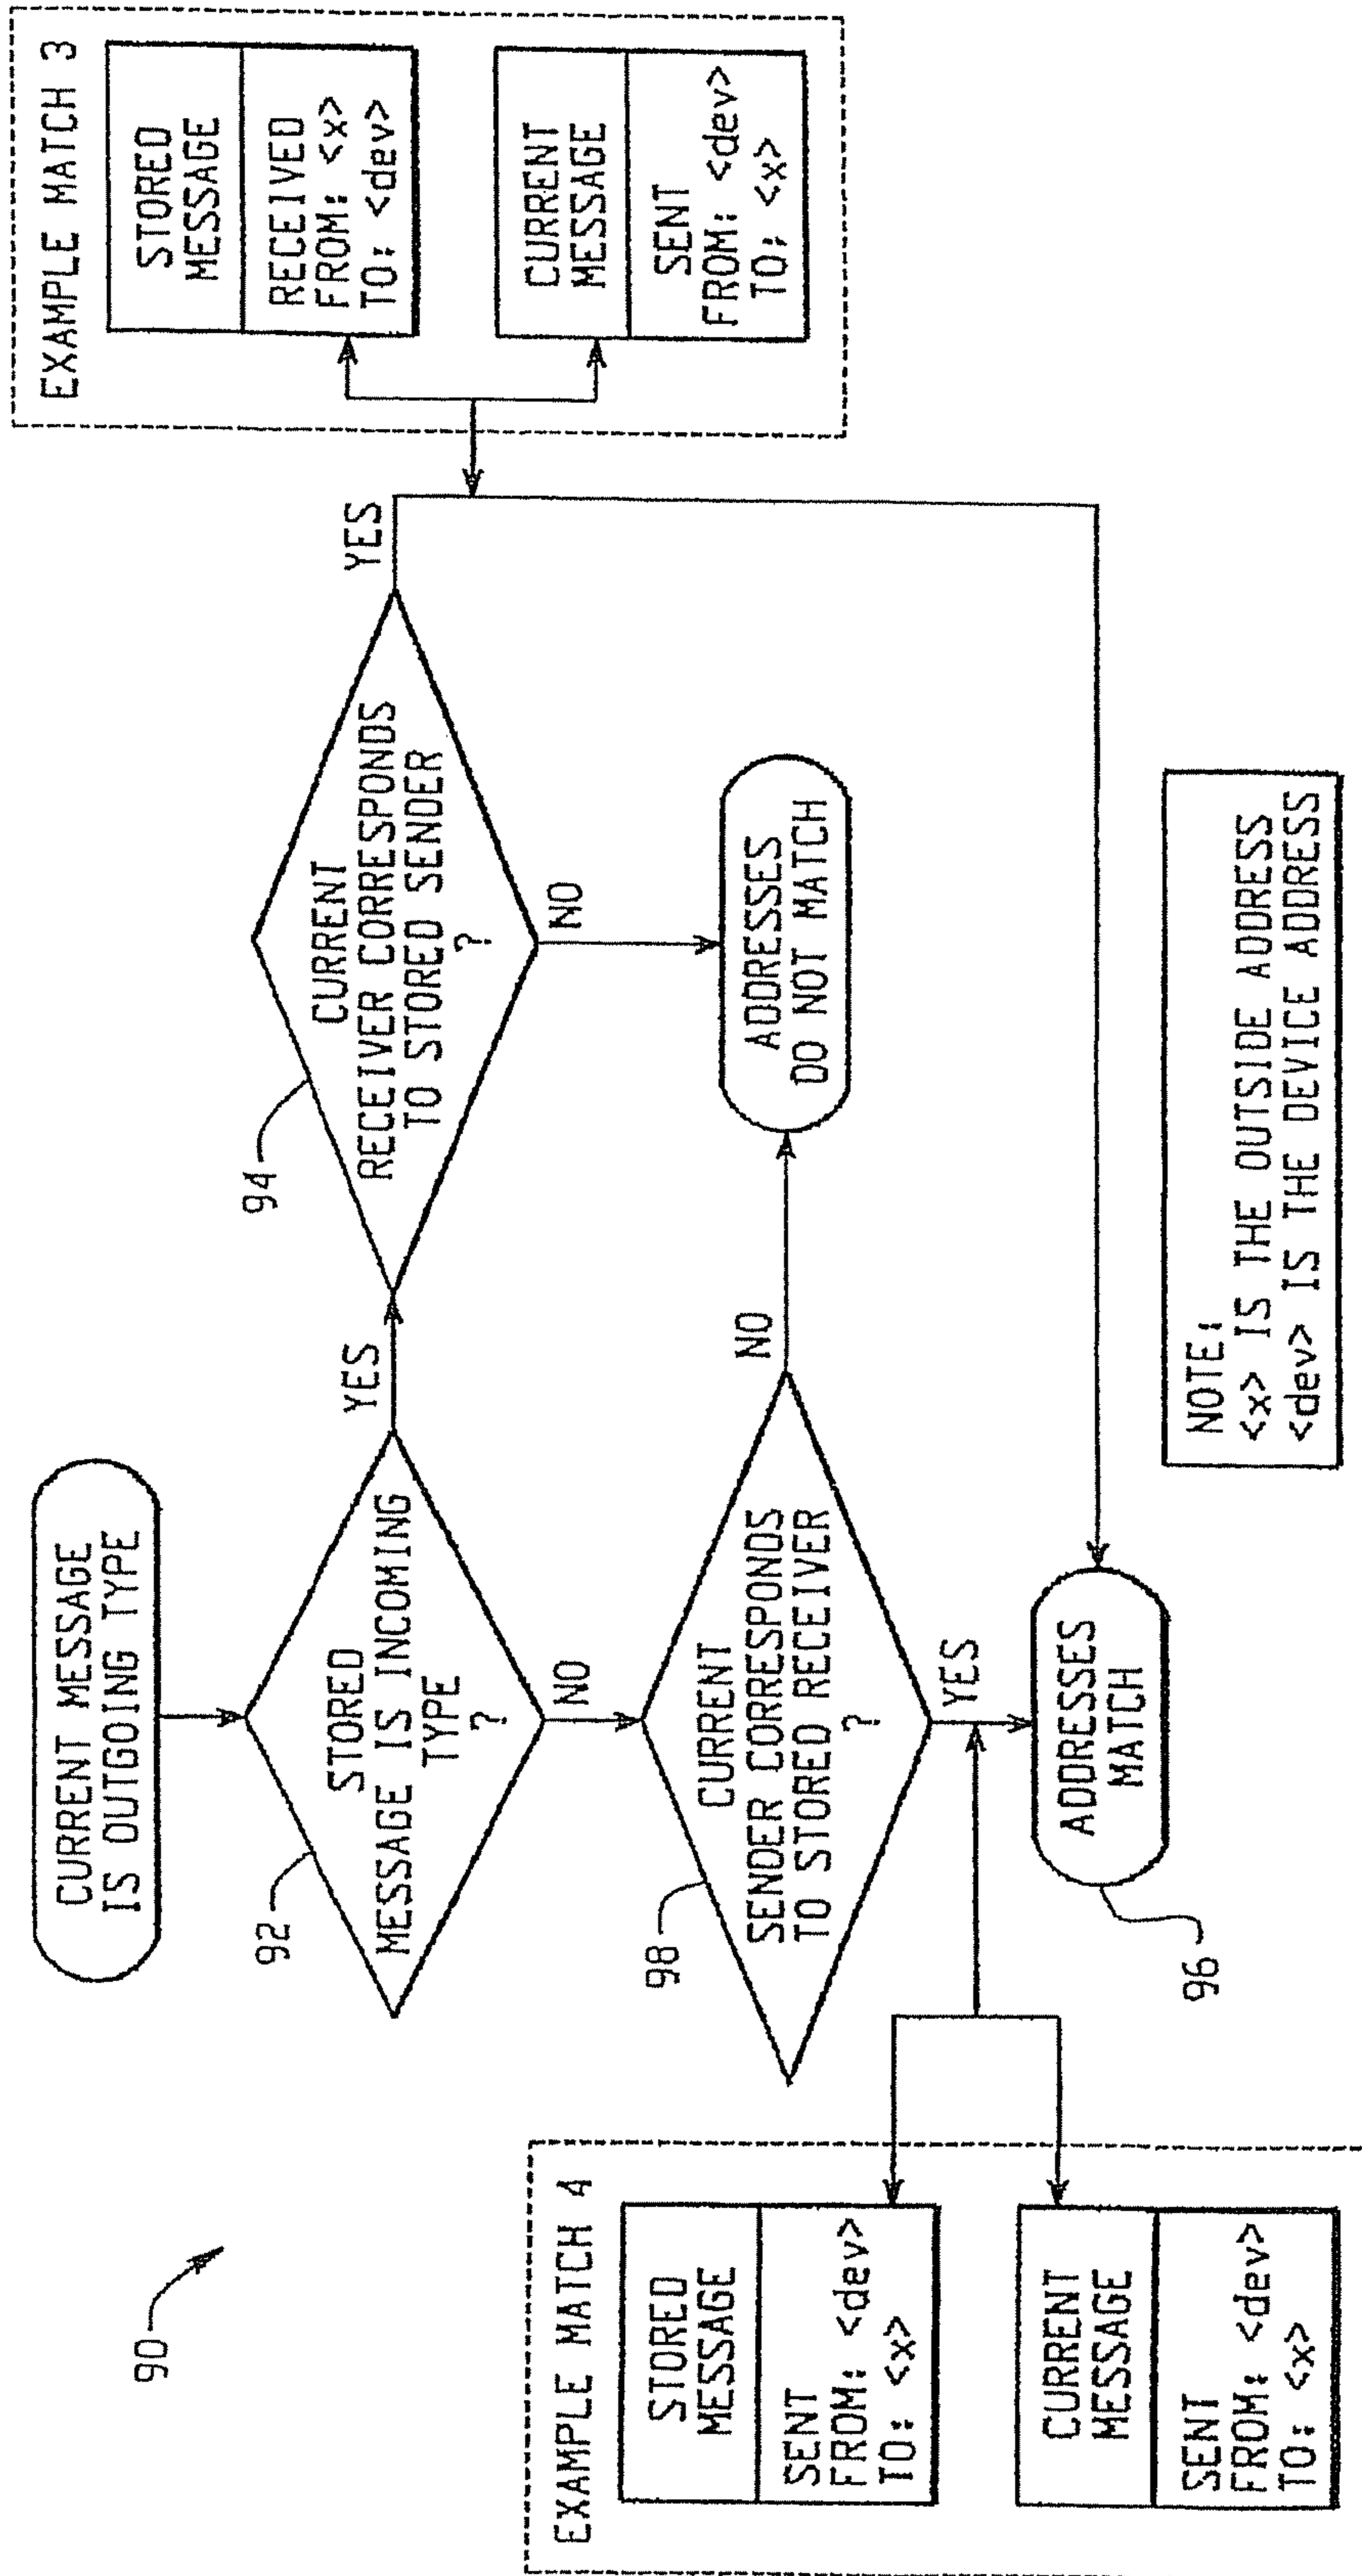 90
CURRENT MESSAGE
IS OUTGOING TYPE
92
STORED
MESSAGE IS INCOMING
TYPE
?
YES
NO
94
CURRENT
RECEIVER CORRESPONDS
TO STORED SENDER
?
YES
NO
EXAMPLE MATCH 3
STORED
MESSAGE
RECEIVED
FROM: <x>
TO: <dev>
CURRENT
MESSAGE
SENT
FROM: <dev>
TO: <x>
98
CURRENT
SENDER CORRESPONDS
TO STORED RECEIVER
?
NO
YES
ADDRESSES
DO NOT MATCH
EXAMPLE MATCH 4
STORED
MESSAGE
SENT
FROM: <dev>
TO: <x>
CURRENT
MESSAGE
SENT
FROM: <dev>
TO: <x>
ADDRESSES
MATCH
96
NOTE:
<x> IS THE OUTSIDE ADDRESS
<dev> IS THE DEVICE ADDRESS